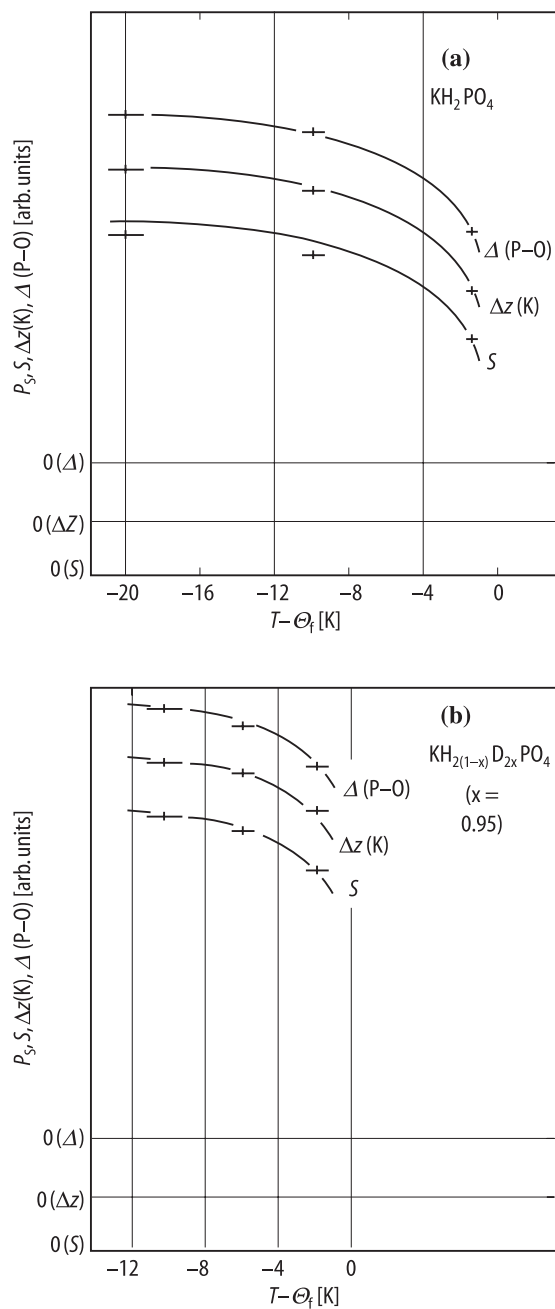 (a)
KH₂PO₄
Pₛ, S, Δz(K), Δ (P–O) [arb. units]
Δ (P–O)
Δz (K)
S
0 (Δ)
0 (ΔZ)
0 (S)
−20 −16 −12 −8 −4 0
T – Θf [K]
(b)
KH₂₍₁₋ₓ₎D₂ₓPO₄
(x =
0.95)
Pₛ, S, Δz(K), Δ (P–O) [arb. units]
Δ (P–O)
Δz (K)
S
0 (Δ)
0 (Δz)
0 (S)
−12 −8 −4 0
T – Θf [K]